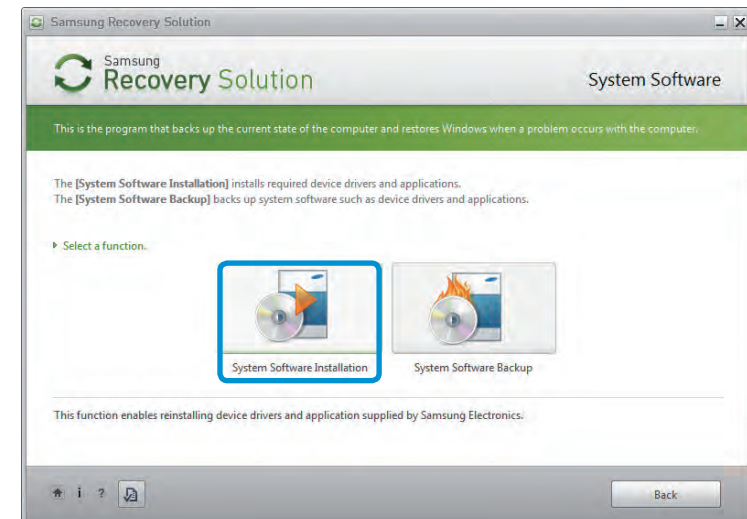 Samsung Recovery Solution
Samsung
Recovery Solution
System Software
This is the program that backs up the current state of the computer and restores Windows when a problem occurs with the computer.
The [System Software Installation] installs required device drivers and applications.
The [System Software Backup] backs up system software such as device drivers and applications.
Select a function.
System Software Installation
System Software Backup
This function enables reinstalling device drivers and application supplied by Samsung Electronics.
i ?
Back